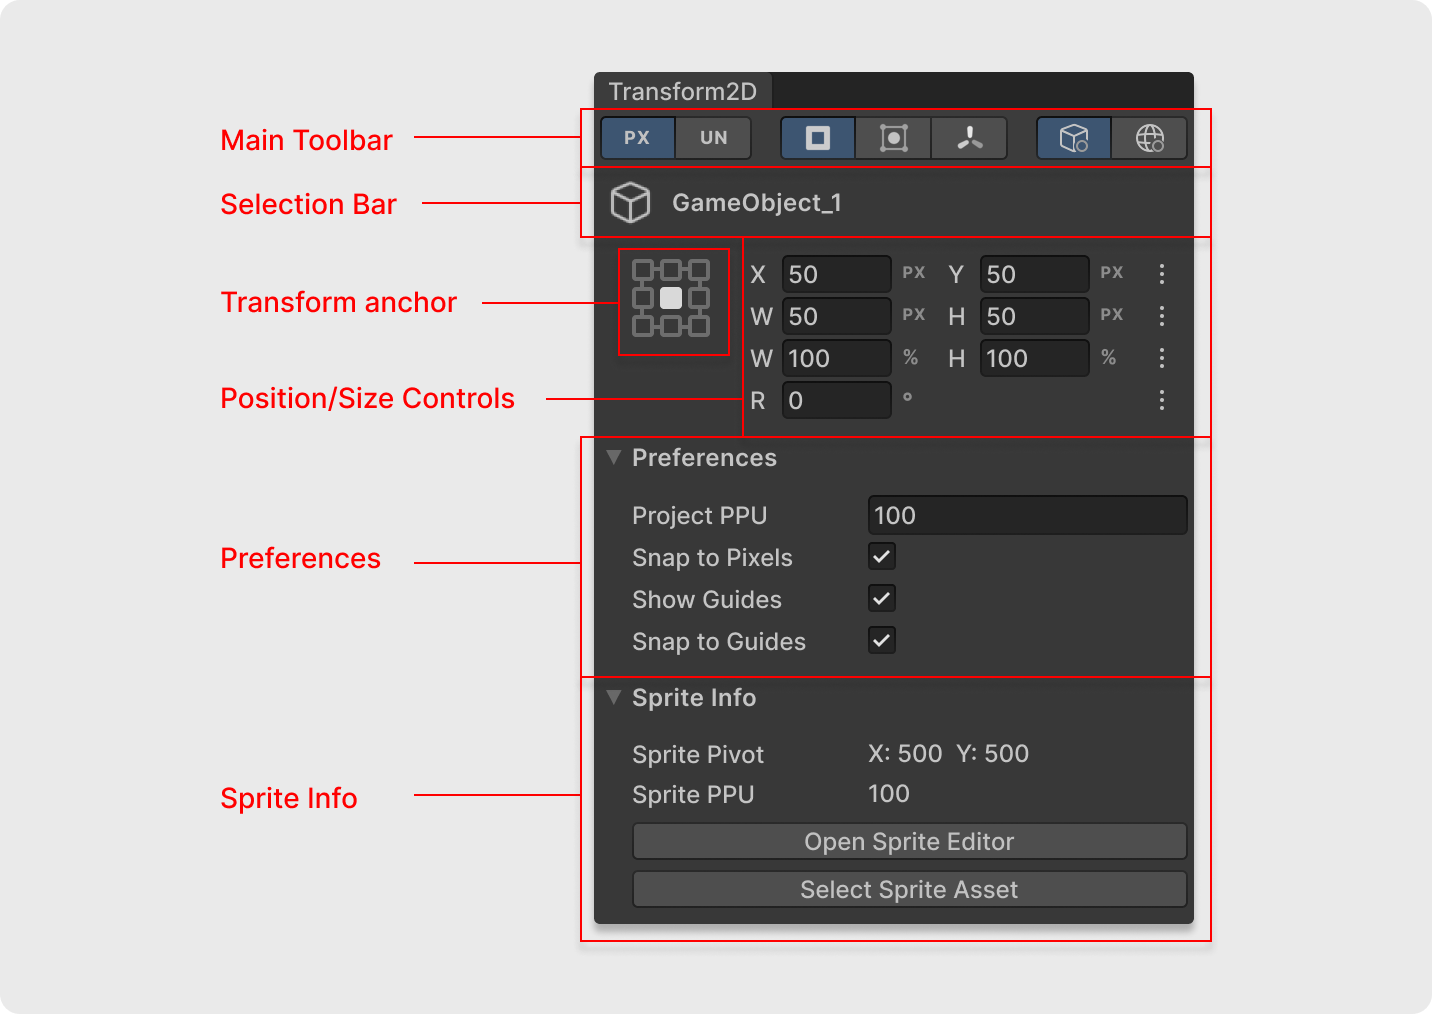 Transform2D
Main Toolbar
PX UN
Selection Bar
GameObject_1
Transform anchor
X 50 PX Y 50 PX
W 50 PX H 50 PX
W 100 % H 100 %
Position/Size Controls
R 0 °
Preferences
Project PPU 100
Snap to Pixels
Preferences
Show Guides
Snap to Guides
Sprite Info
Sprite Pivot X: 500 Y: 500
Sprite Info
Sprite PPU 100
Open Sprite Editor
Select Sprite Asset